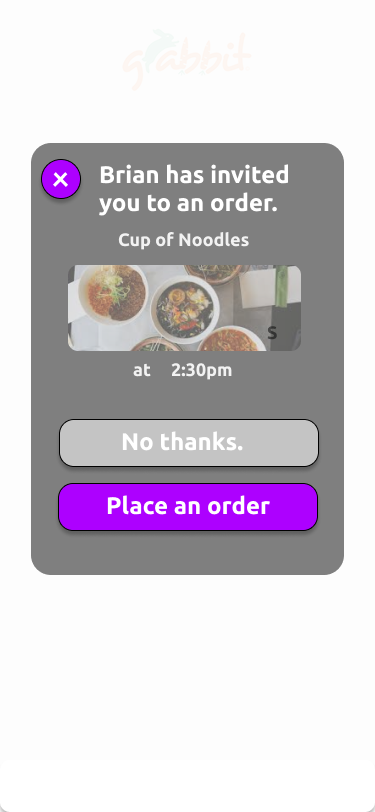 grabbit
×
Brian has invited
you to an order.
Cup of Noodles
S
at 2:30pm
No thanks.
Place an order